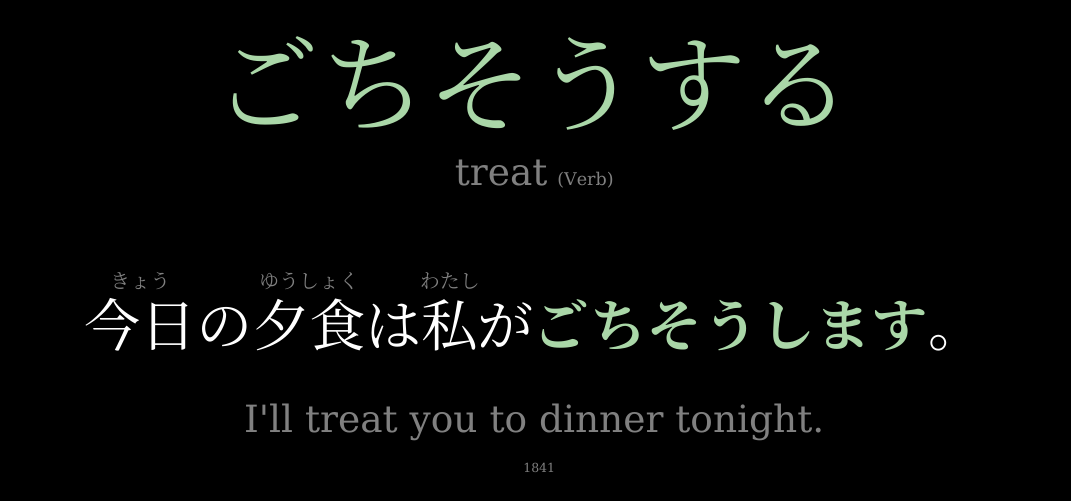 ごちそうする
treat (Verb)
きょう ゆうしょく わたし
今日の夕食は私がごちそうします。
I'll treat you to dinner tonight.
1841